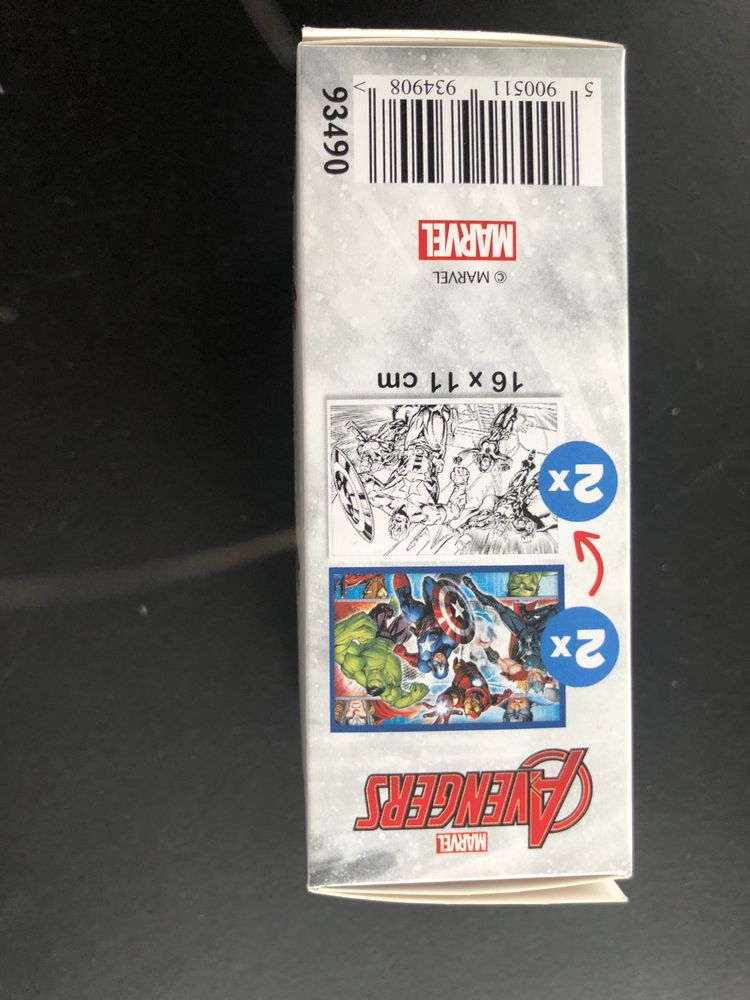 MARVEL
AVENGERS
2x
2x
16 x 11 cm
© MARVEL
MARVEL
93490
5 900511 934908 >